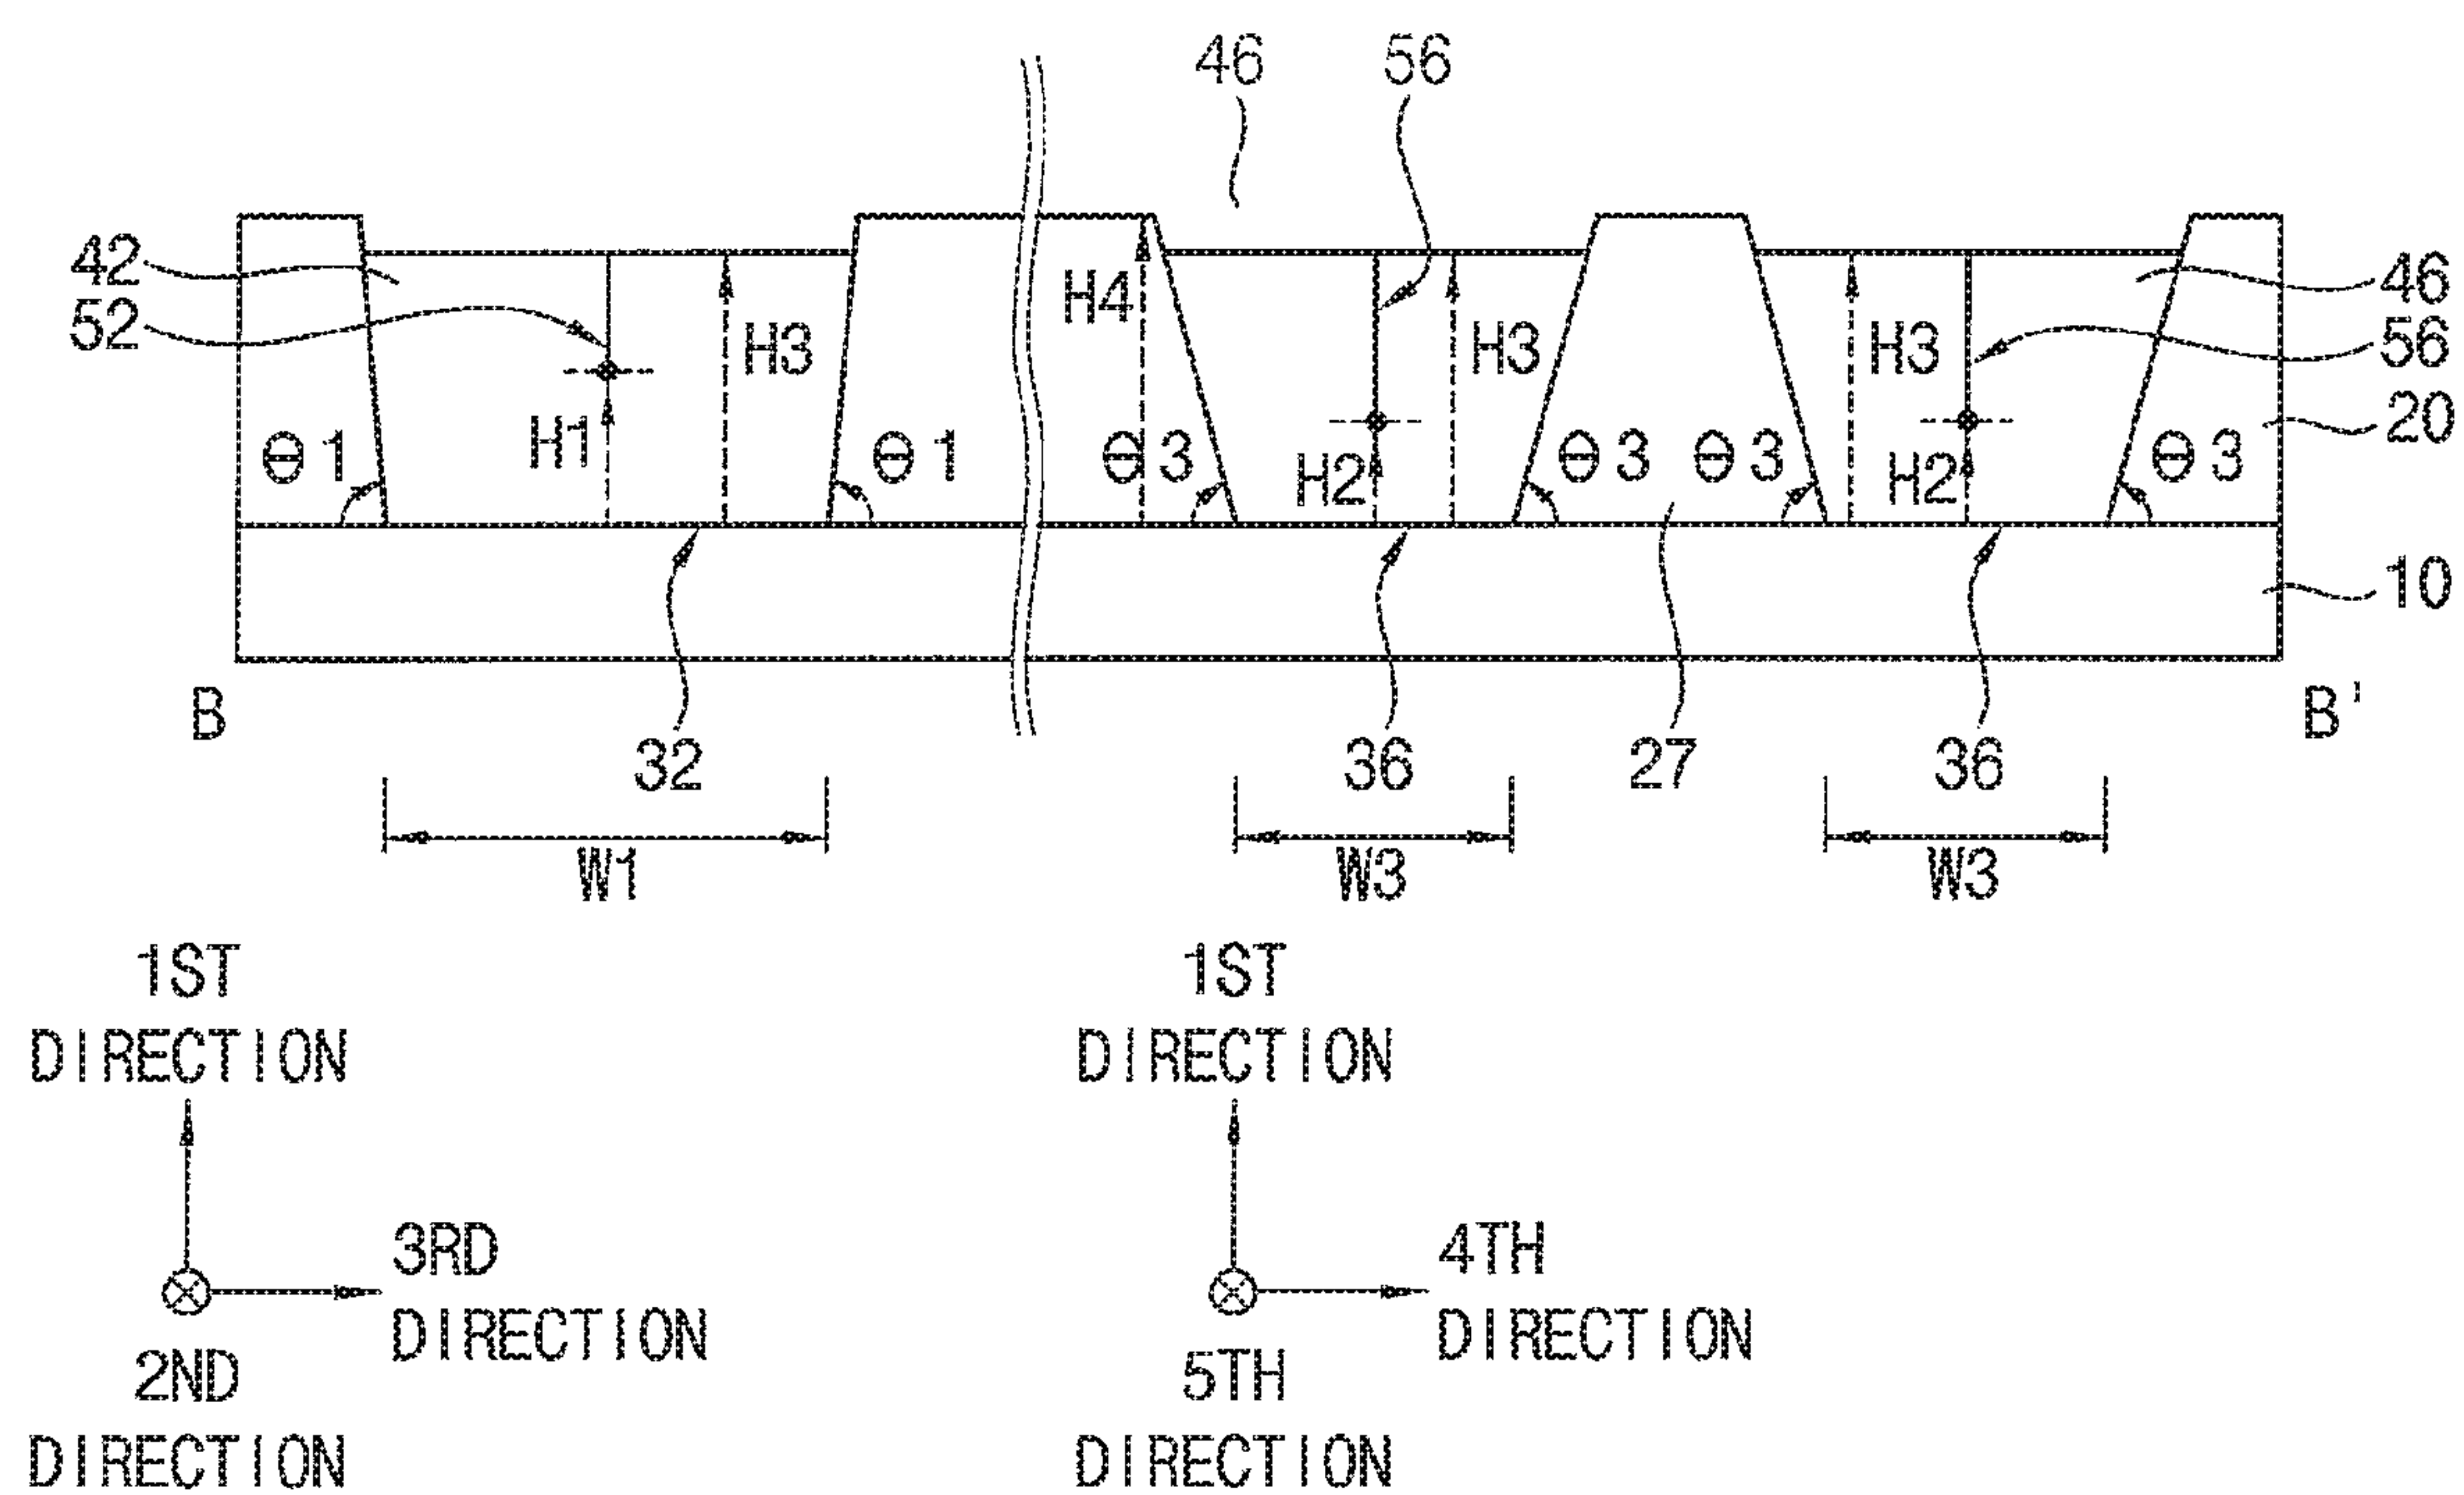 46 56
42
52
H1
H3
H4
H3
H3
46
56
20
θ1
θ1
θ3
H2
θ3
θ3
H2
θ3
10
B
B'
32
36
27
36
W1
W3
W3
1ST
DIRECTION
3RD
DIRECTION
2ND
DIRECTION
1ST
DIRECTION
4TH
DIRECTION
5TH
DIRECTION